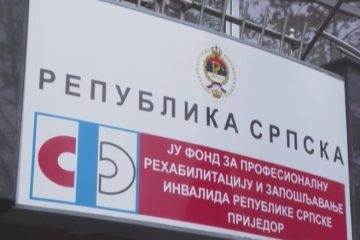 РЕПУБЛИКА СРПСКА
ЈУ ФОНД ЗА ПРОФЕСИОНАЛНУ
РЕХАБИЛИТАЦИЈУ И ЗАПОШЉАВАЊЕ
ИНВАЛИДА РЕПУБЛИКЕ СРПСКЕ
ПРИЈЕДОР